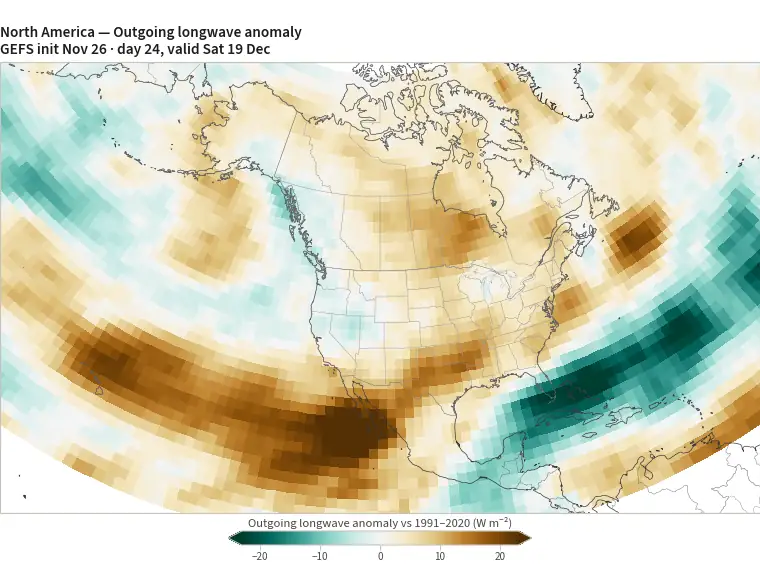 North America — Outgoing longwave anomaly
GEFS init Nov 26 · day 24, valid Sat 19 Dec
Outgoing longwave anomaly vs 1991–2020 (W m⁻²)
−20 −10 0 10 20